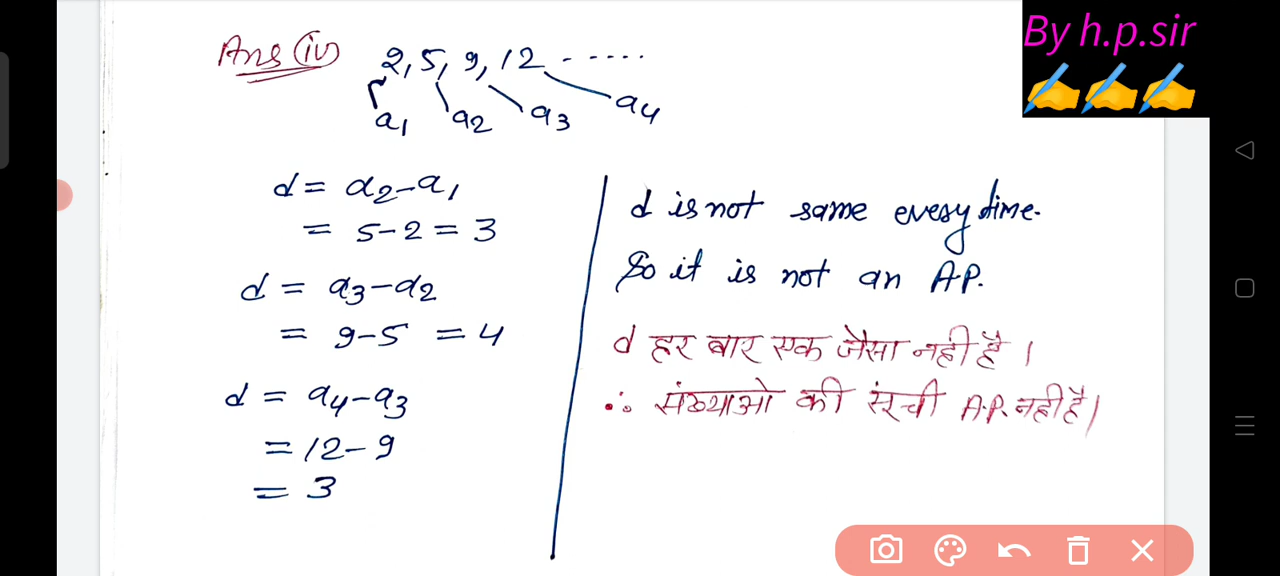 By h.p.sir
Ans (iv) 2, 5, 9, 12 ------
a1 a2 a3 a4
d = a2-a1
= 5-2 = 3
d = a3-a2
= 9-5 = 4
d = a4-a3
= 12-9
= 3
d is not same every time.
So it is not an A.P.
d हर बार एक जैसा नही है ।
∴ संख्याओ की सूंची A.P. नही है ।